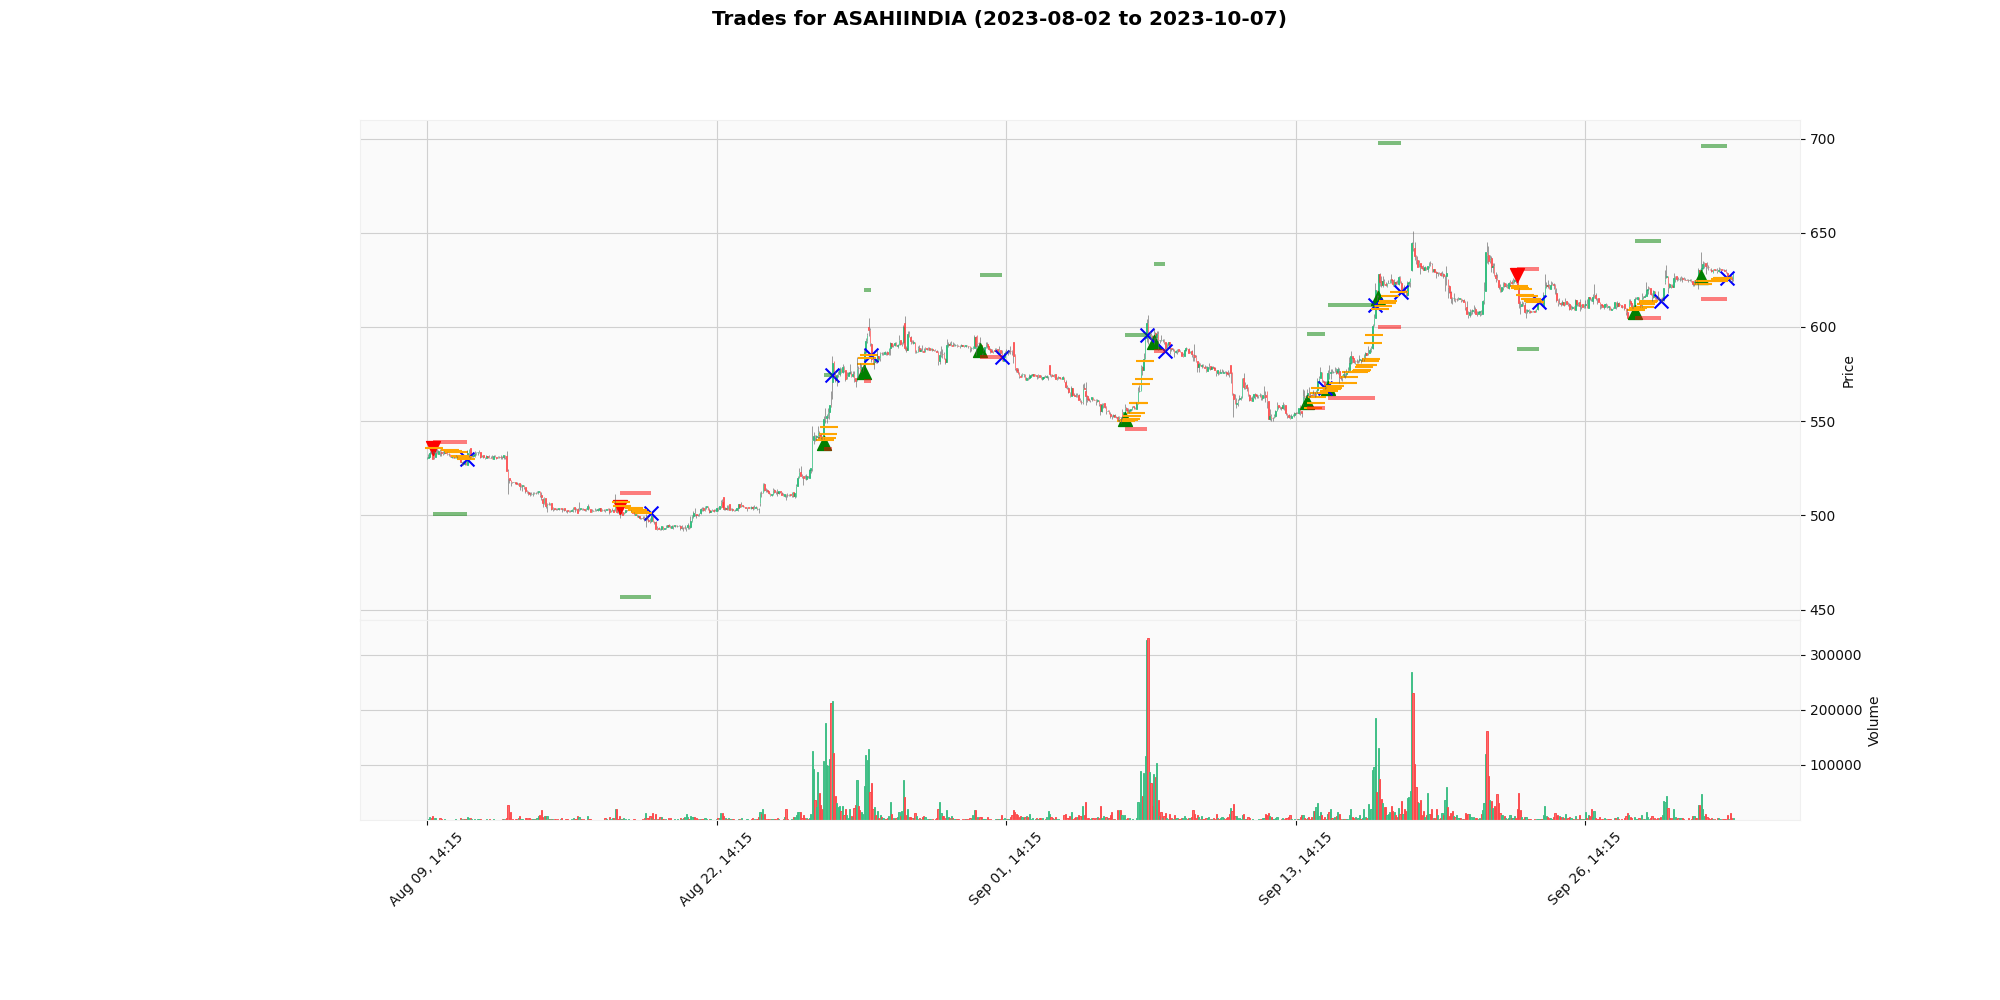 Trades for ASAHIINDIA (2023-08-02 to 2023-10-07)
700
650
600
550
500
450
Price
300000
200000
100000
Volume
Aug 09, 14:15
Aug 22, 14:15
Sep 01, 14:15
Sep 13, 14:15
Sep 26, 14:15